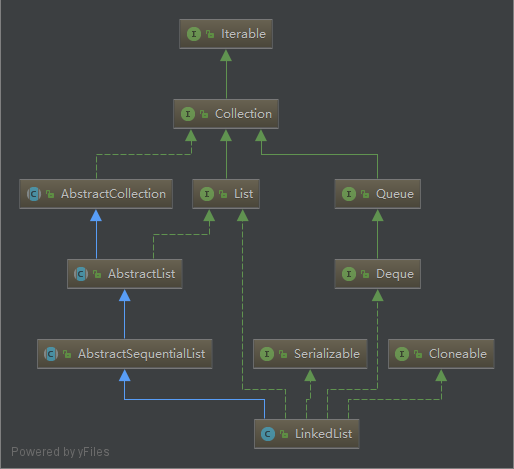 I Iterable
I Collection
C AbstractCollection
I List
I Queue
C AbstractList
I Deque
C AbstractSequentialList
I Serializable
I Cloneable
C LinkedList
Powered by yFiles